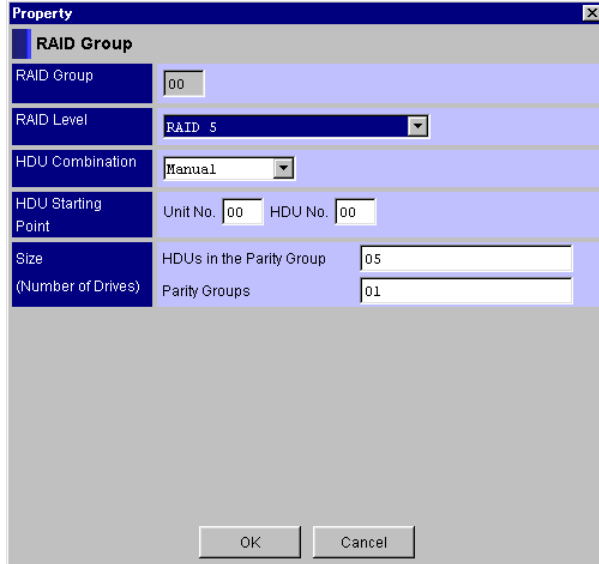 Property
RAID Group
RAID Group 00
RAID Level RAID 5
HDU Combination Manual
HDU Starting Point Unit No. 00 HDU No. 00
Size (Number of Drives) HDUs in the Parity Group 05
Parity Groups 01
OK Cancel